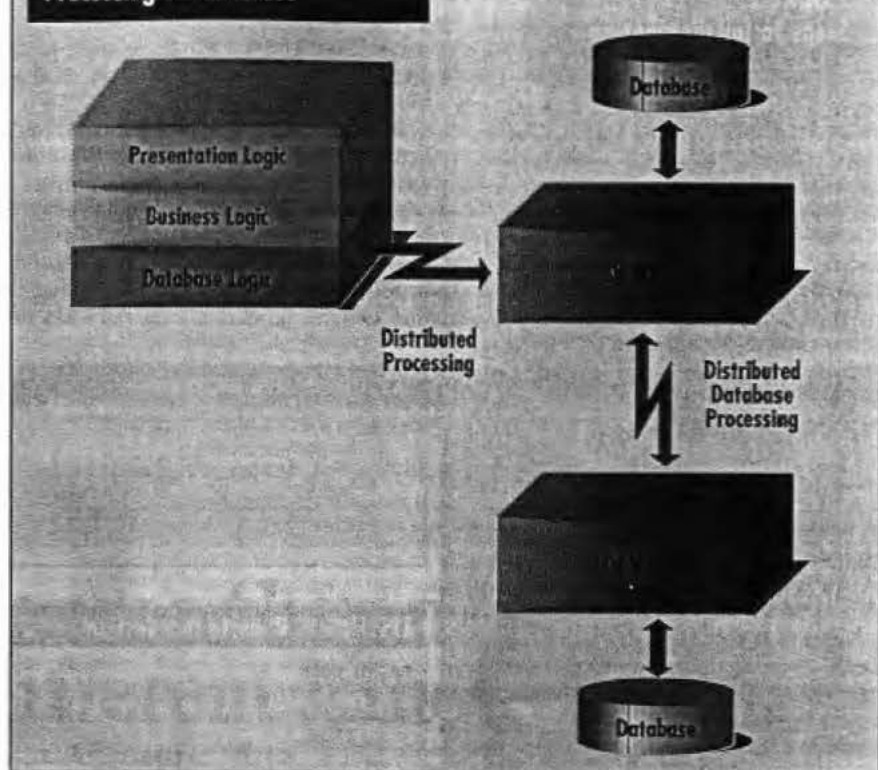 Presentation Logic
Business Logic
Database Logic
Distributed
Processing
Database
Distributed
Database
Processing
Database